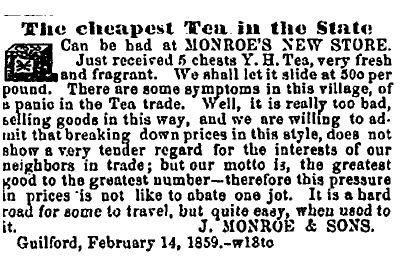 The cheapest Tea in the State
Can be had at MONROE'S NEW STORE.
Just received 5 chests Y. H. Tea, very fresh
and fragrant. We shall let it slide at 50c per
pound. There are some symptoms in this village, of
a panic in the Tea trade. Well, it is really too bad,
selling goods in this way, and we are willing to ad-
mit that breaking down prices in this style, does not
show a very tender regard for the interests of our
neighbors in trade; but our motto is, the greatest
good to the greatest number—therefore this pressure
in prices is not like to abate one jot. It is a hard
road for some to travel, but quite easy, when used to
it. J. MONROE & SONS.
Guilford, February 14, 1859.-w18tc